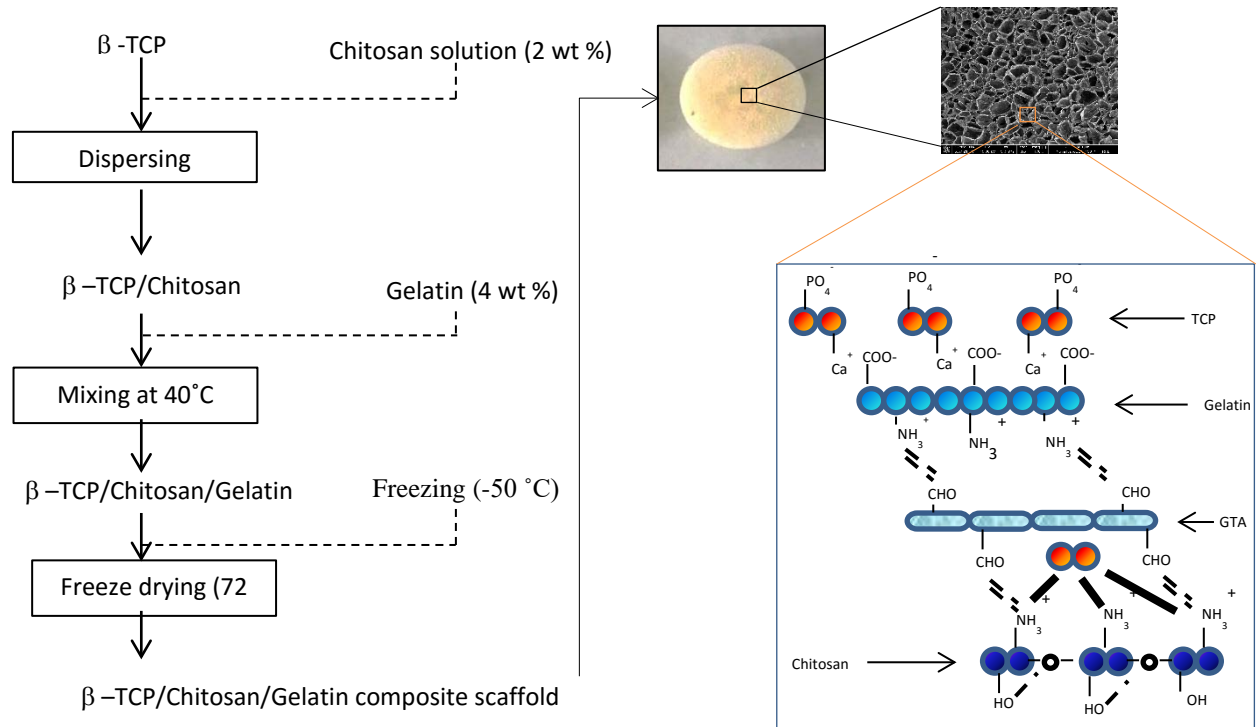 β -TCP
Chitosan solution (2 wt %)
Dispersing
β –TCP/Chitosan
Gelatin (4 wt %)
Mixing at 40˚C
β –TCP/Chitosan/Gelatin
Freezing (-50 ˚C)
Freeze drying (72
β –TCP/Chitosan/Gelatin composite scaffold
PO4-
PO4-
PO4-
TCP
Ca+
Ca+
Ca+
COO-
COO-
COO-
Gelatin
NH3+
NH3+
NH3+
CHO
CHO
GTA
CHO
CHO
NH3+
NH3+
NH3+
Chitosan
HO
HO
OH